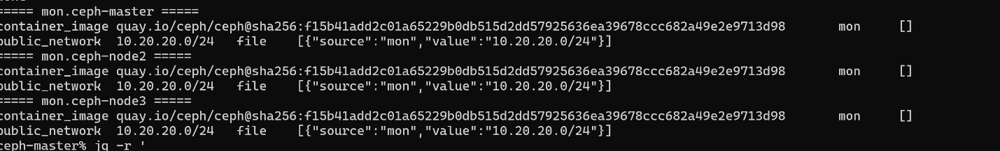 ===== mon.ceph-master =====
container_image quay.io/ceph/ceph@sha256:f15b41add2c01a65229b0db515d2dd57925636ea39678ccc682a49e2e9713d98 mon []
public_network 10.20.20.0/24 file [{"source":"mon","value":"10.20.20.0/24"}]
===== mon.ceph-node2 =====
container_image quay.io/ceph/ceph@sha256:f15b41add2c01a65229b0db515d2dd57925636ea39678ccc682a49e2e9713d98 mon []
public_network 10.20.20.0/24 file [{"source":"mon","value":"10.20.20.0/24"}]
===== mon.ceph-node3 =====
container_image quay.io/ceph/ceph@sha256:f15b41add2c01a65229b0db515d2dd57925636ea39678ccc682a49e2e9713d98 mon []
public_network 10.20.20.0/24 file [{"source":"mon","value":"10.20.20.0/24"}]
ceph-master% jq -r '